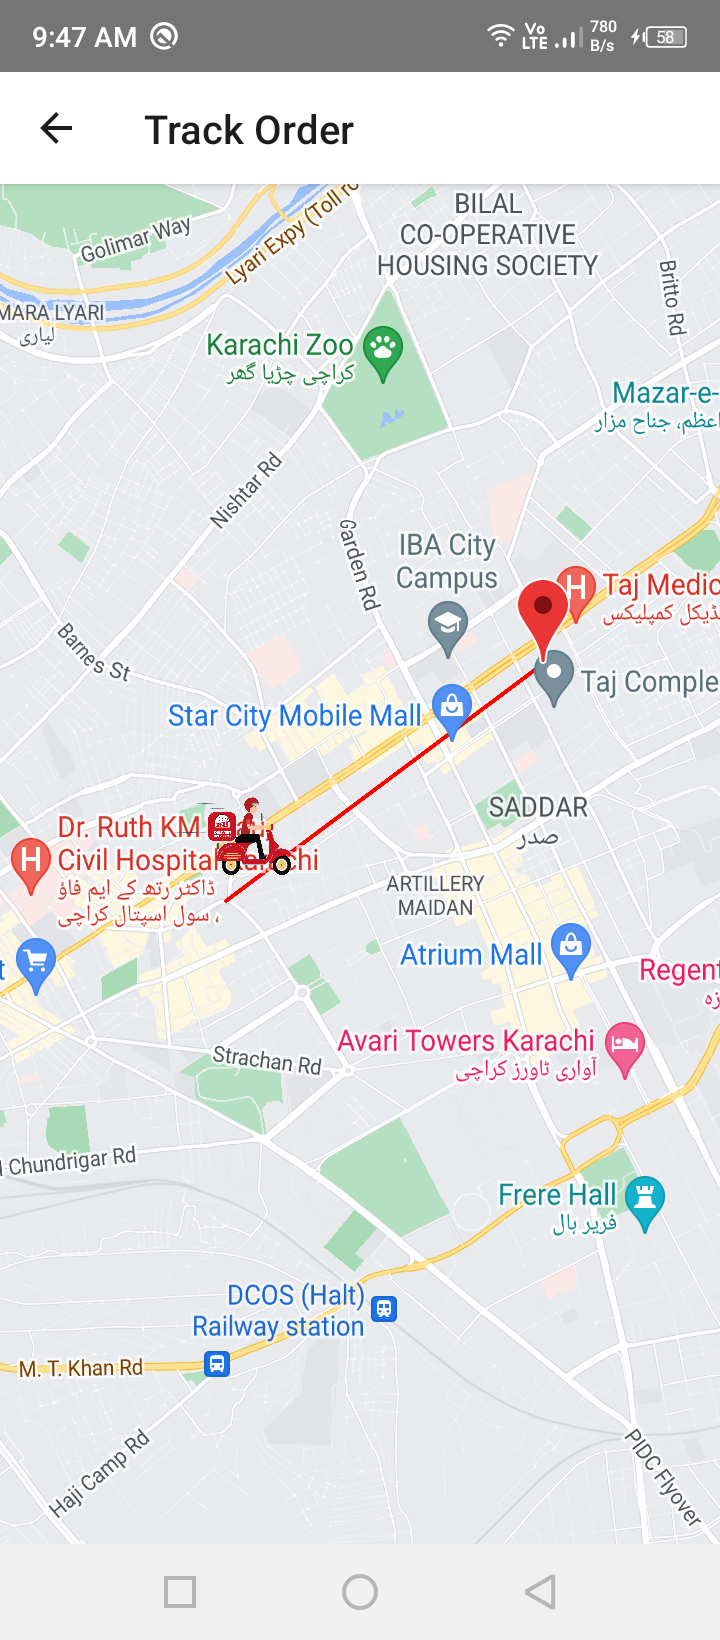 9:47 AM
Vo LTE
780 B/s
58
Track Order
Golimar Way
Lyari Expy (Toll
BILAL
CO-OPERATIVE
HOUSING SOCIETY
Britto Rd
MARA LYARI
لیاری
Karachi Zoo
کراچی چڑیا گھر
Mazar-e-
اعظم، جناح مزار
Nishtar Rd
Garden Rd
IBA City
Campus
Taj Medic
ڈیکل کمپلیکس
Barnes St
Taj Comple
Star City Mobile Mall
SADDAR
صدر
Dr. Ruth KM
Civil Hospital Karachi
ڈاکٹر رتھ کے ایم فاؤ
، سول اسپتال کراچی
ARTILLERY
MAIDAN
Atrium Mall
t
Regent
Avari Towers Karachi
آواری ٹاورز کراچی
Strachan Rd
Chundrigar Rd
Frere Hall
فریر ہال
DCOS (Halt)
Railway station
M. T. Khan Rd
Haji Camp Rd
PIDC Flyover